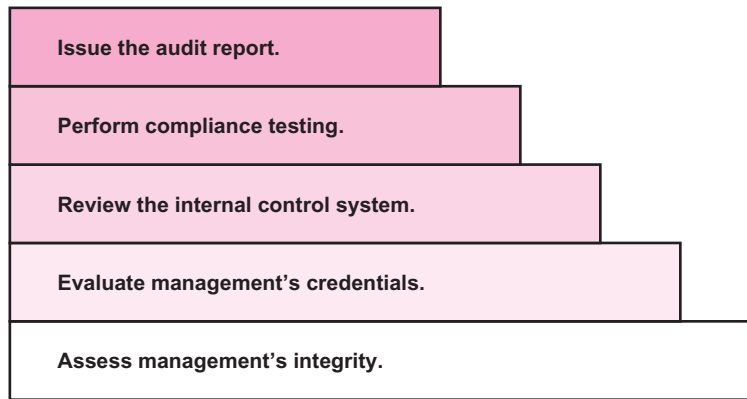 Issue the audit report.
Perform compliance testing.
Review the internal control system.
Evaluate management’s credentials.
Assess management’s integrity.